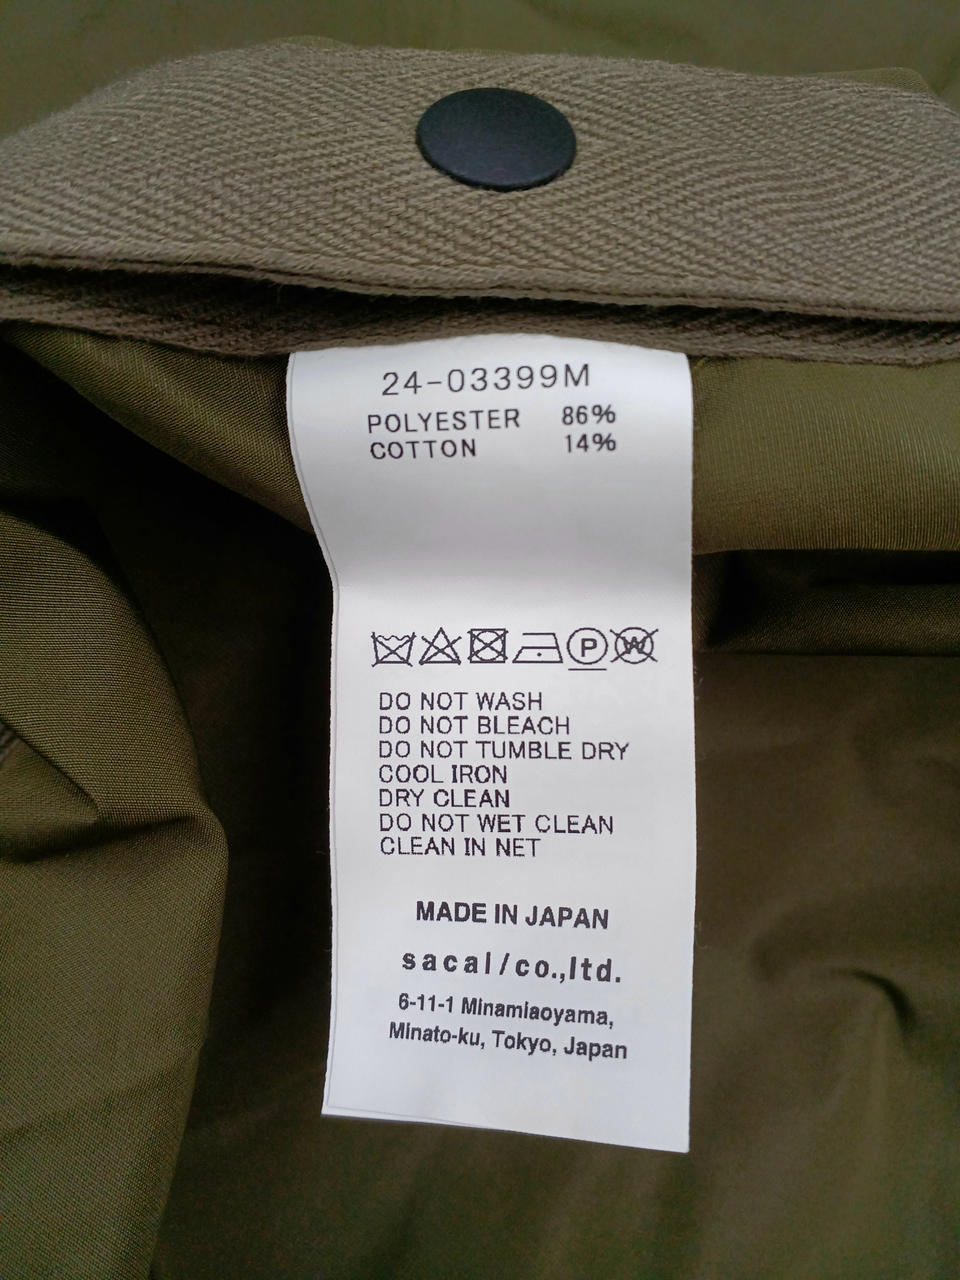 24-03399M
POLYESTER 86%
COTTON 14%
P W
DO NOT WASH
DO NOT BLEACH
DO NOT TUMBLE DRY
COOL IRON
DRY CLEAN
DO NOT WET CLEAN
CLEAN IN NET
MADE IN JAPAN
sacai/co.,ltd.
6-11-1 Minamiaoyama,
Minato-ku, Tokyo, Japan